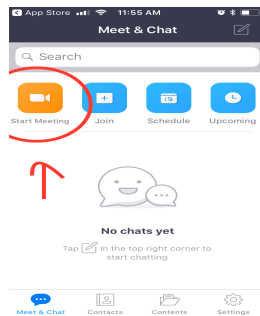 App Store 11:55 AM
Meet & Chat
Search
19
Start Meeting Join Schedule Upcoming
No chats yet
Tap in the top right corner to
start chatting
Meet & Chat Contacts Contents Settings